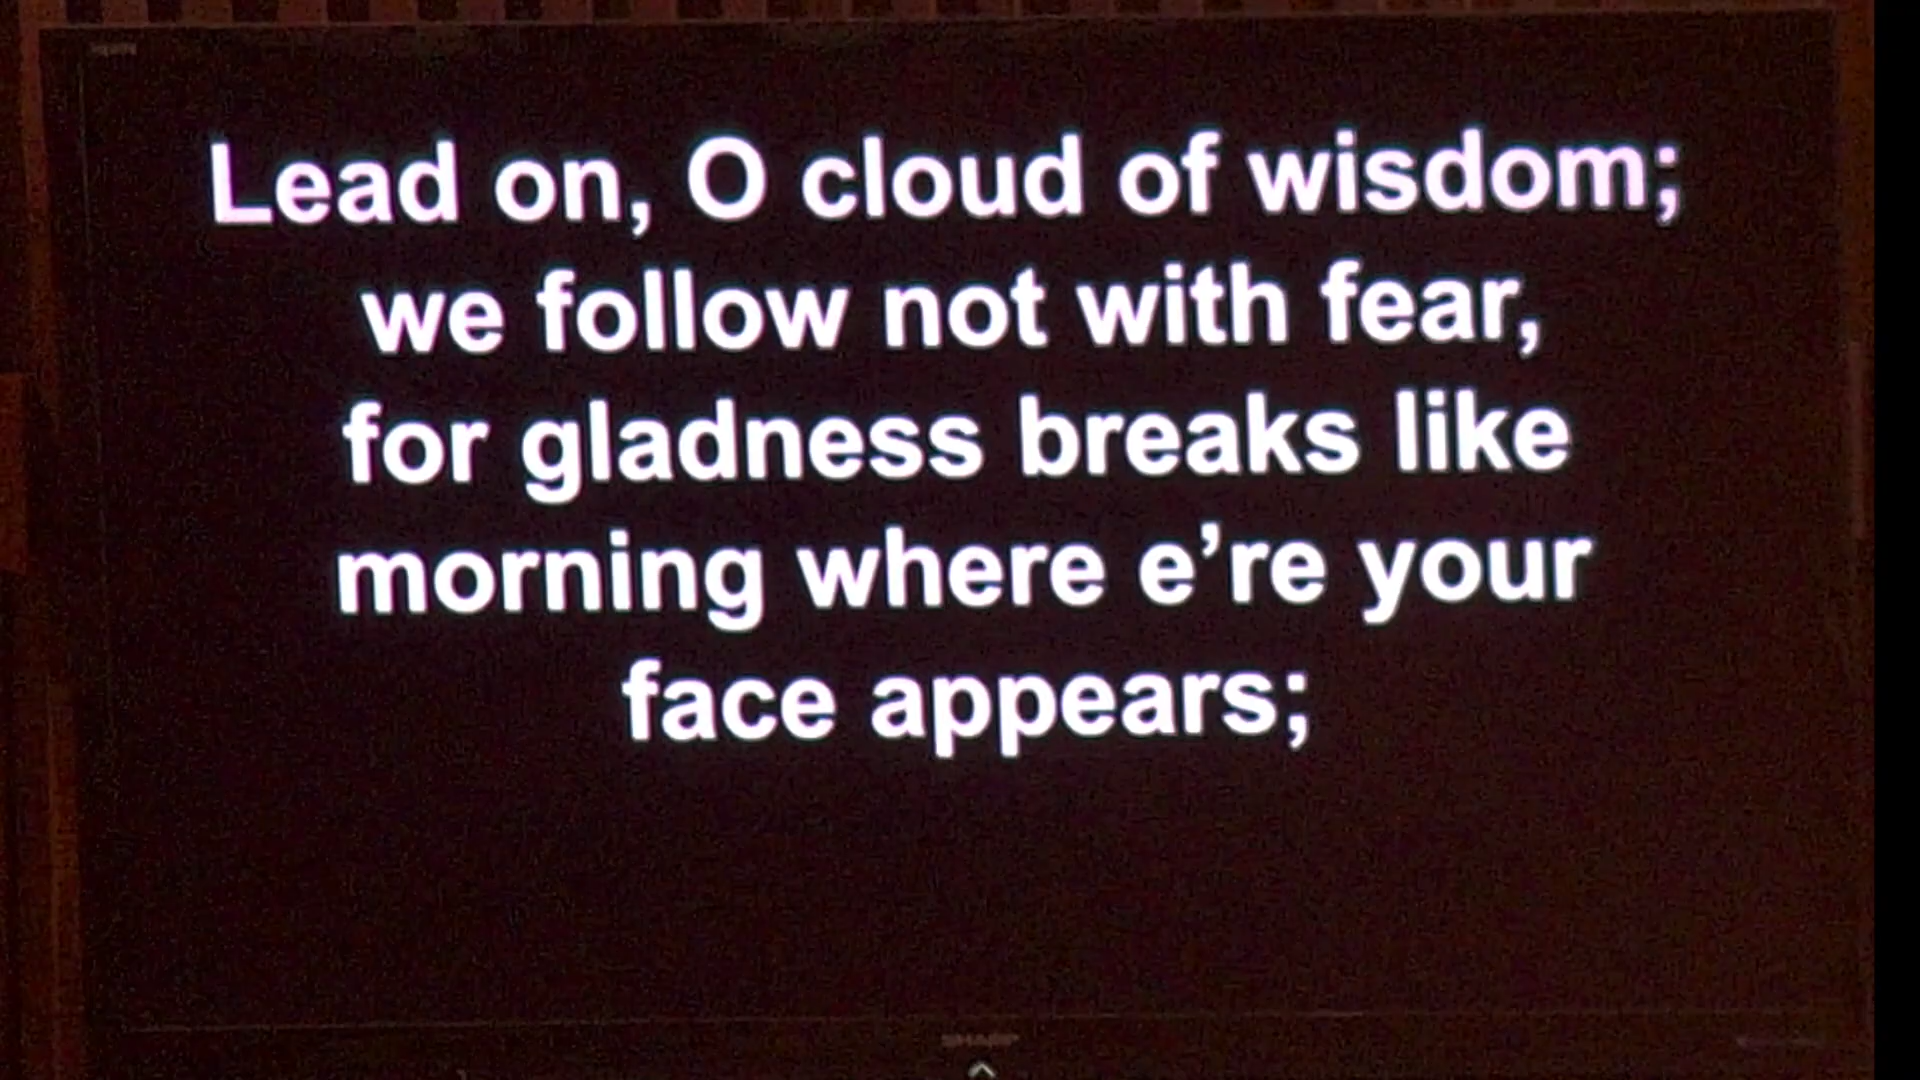 Lead on, O cloud of wisdom;
we follow not with fear,
for gladness breaks like
morning where e’re your
face appears;
SHARP